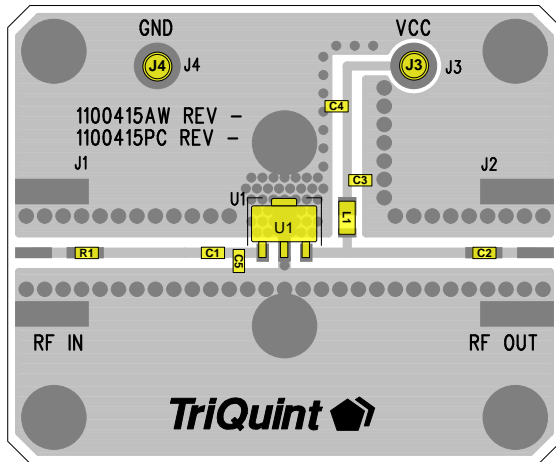 GND
VCC
J4
J4
J3
J3
C4
1100415AW REV -
1100415PC REV -
J1
J2
C3
U1
U1
L1
R1
C1
C5
C2
RF IN
RF OUT
TriQuint